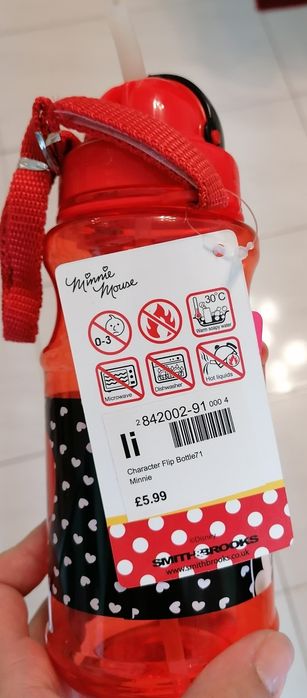 Minnie
Mouse
0-3
30°C
Warm soapy water
Microwave
Dishwasher
Hot liquids
2 842002-91 000 4
li
Character Flip Bottle71
Minnie
£5.99
©Disney
SMITH&BROOKS
www.smithbrooks.co.uk